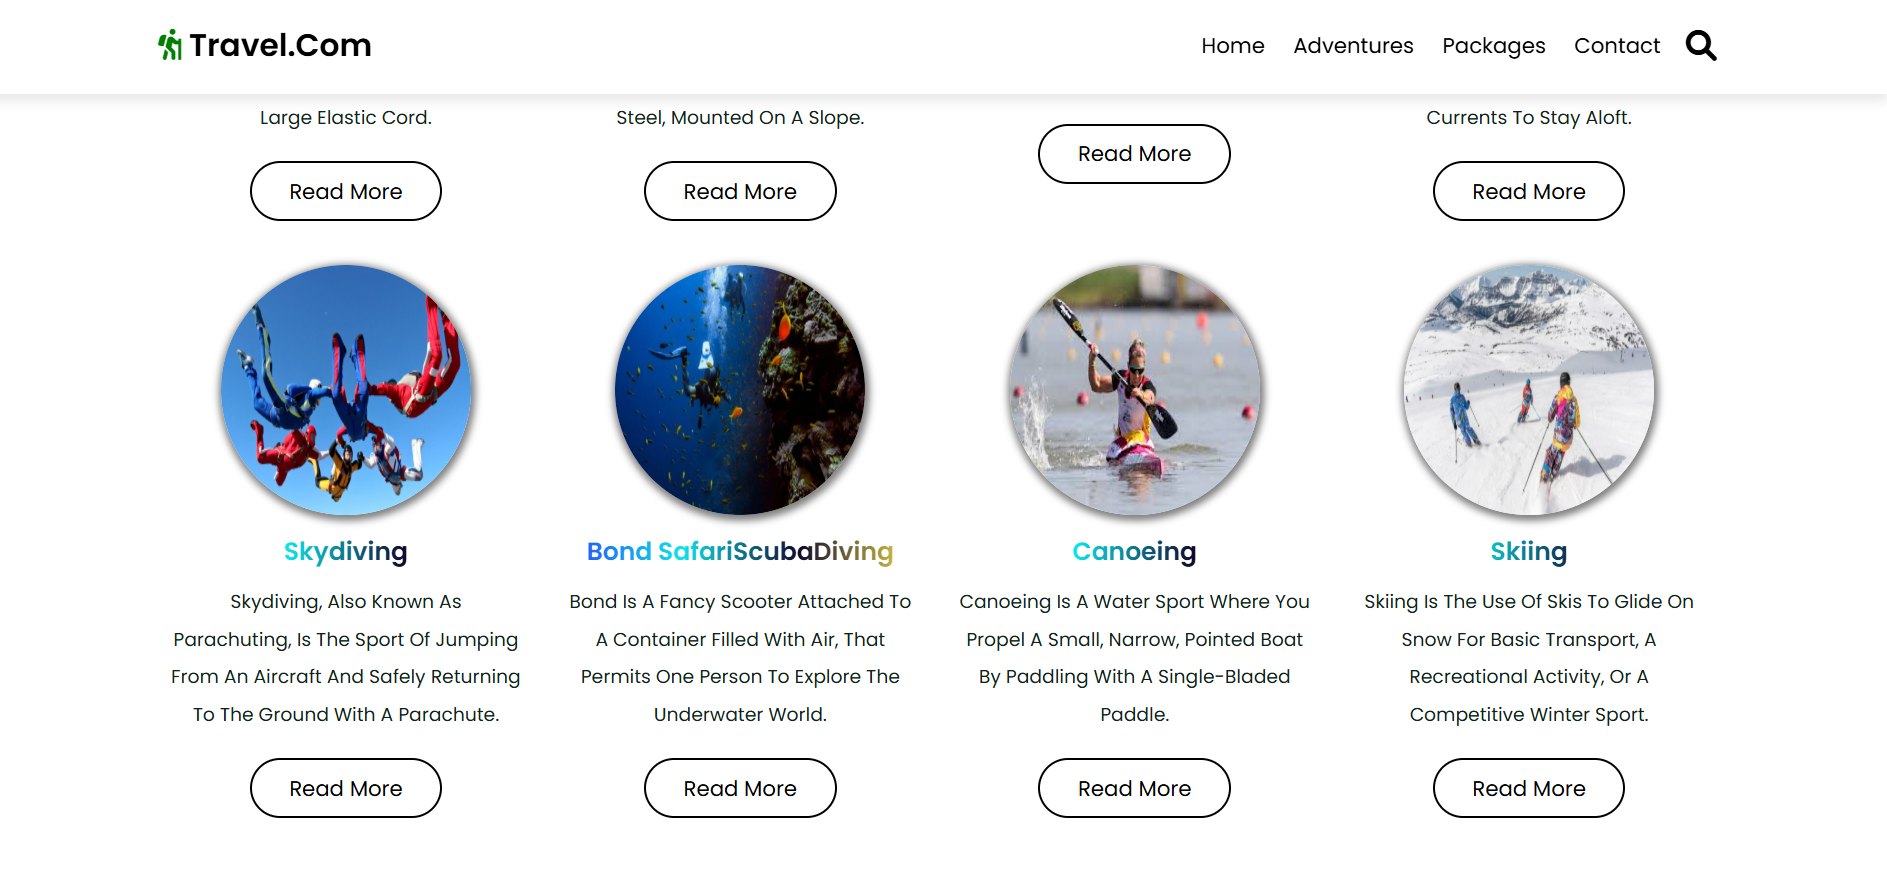 Travel.Com
Home Adventures Packages Contact
Large Elastic Cord.
Steel, Mounted On A Slope.
Currents To Stay Aloft.
Read More
Read More
Read More
Read More
Skydiving
Skydiving, Also Known As
Parachuting, Is The Sport Of Jumping
From An Aircraft And Safely Returning
To The Ground With A Parachute.
Read More
Bond SafariScubaDiving
Bond Is A Fancy Scooter Attached To
A Container Filled With Air, That
Permits One Person To Explore The
Underwater World.
Read More
Canoeing
Canoeing Is A Water Sport Where You
Propel A Small, Narrow, Pointed Boat
By Paddling With A Single-Bladed
Paddle.
Read More
Skiing
Skiing Is The Use Of Skis To Glide On
Snow For Basic Transport, A
Recreational Activity, Or A
Competitive Winter Sport.
Read More